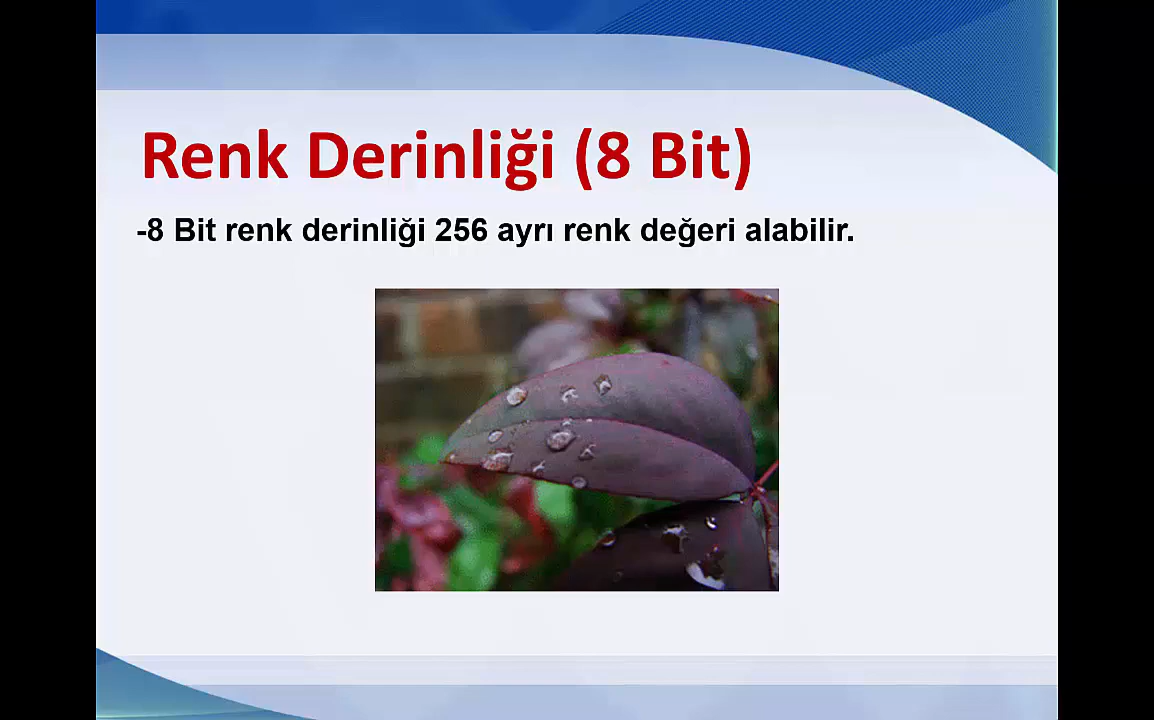 Renk Derinliği (8 Bit)
-8 Bit renk derinliği 256 ayrı renk değeri alabilir.